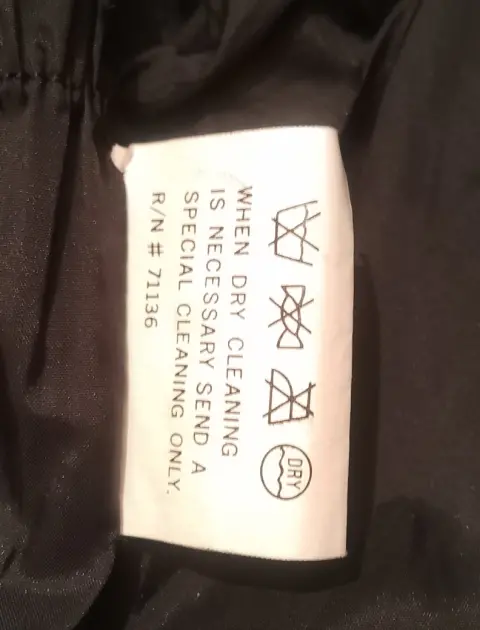 DRY
WHEN DRY CLEANING
IS NECESSARY SEND A
SPECIAL CLEANING ONLY.
R/N # 71136